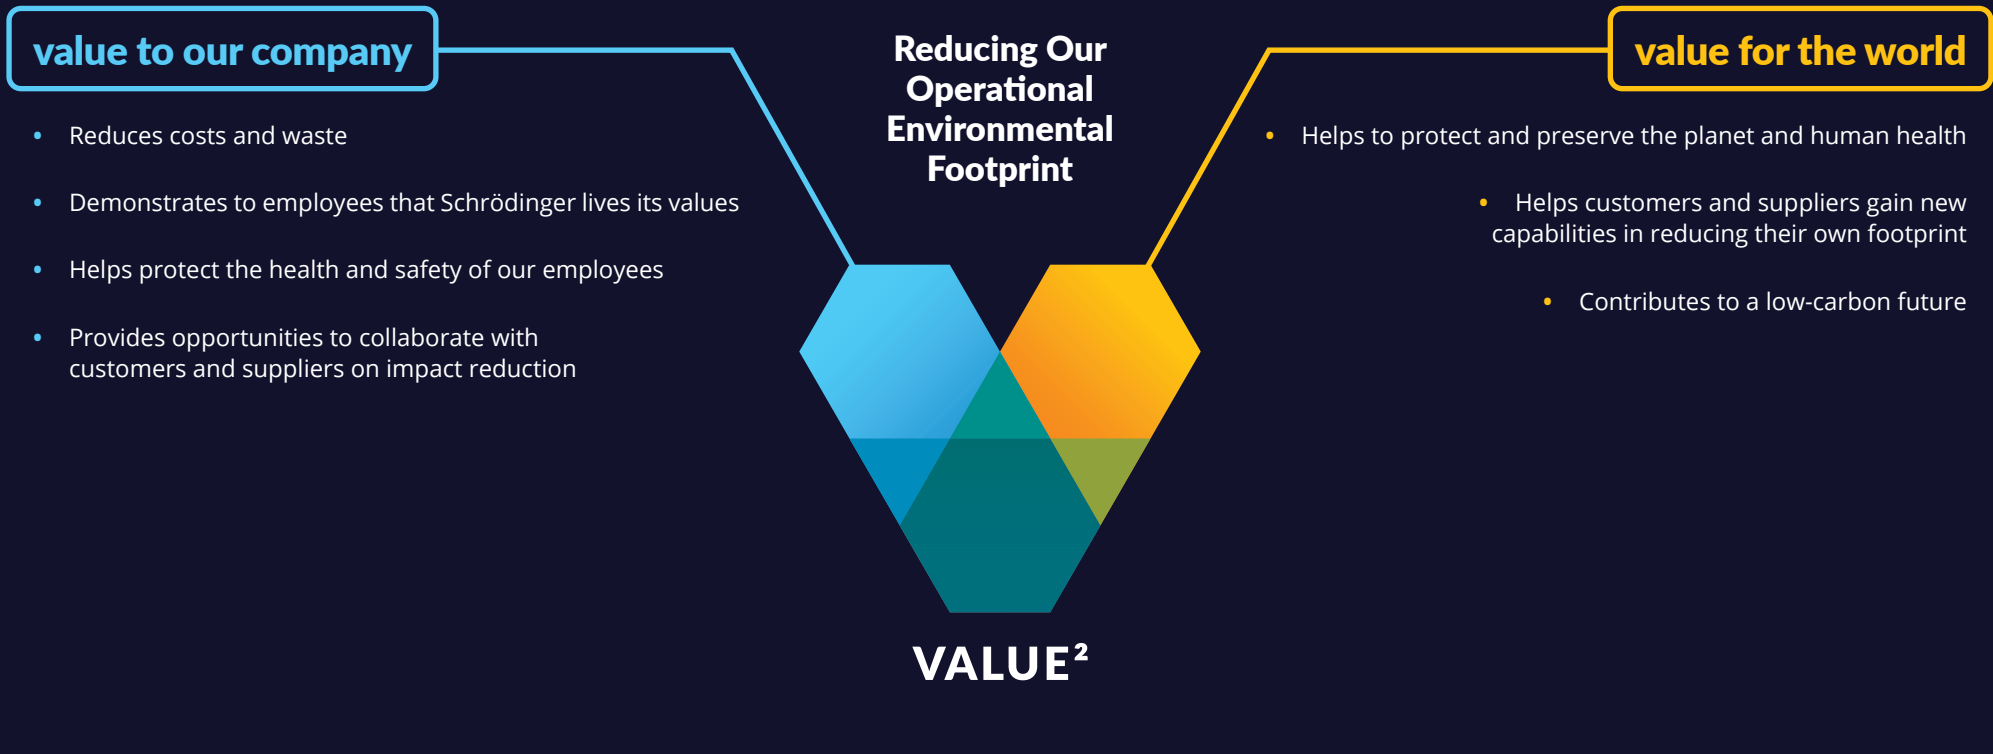 value to our company
• Reduces costs and waste
• Demonstrates to employees that Schrödinger lives its values
• Helps protect the health and safety of our employees
• Provides opportunities to collaborate with
customers and suppliers on impact reduction
Reducing Our
Operational
Environmental
Footprint
value for the world
• Helps to protect and preserve the planet and human health
• Helps customers and suppliers gain new
capabilities in reducing their own footprint
• Contributes to a low-carbon future
VALUE²